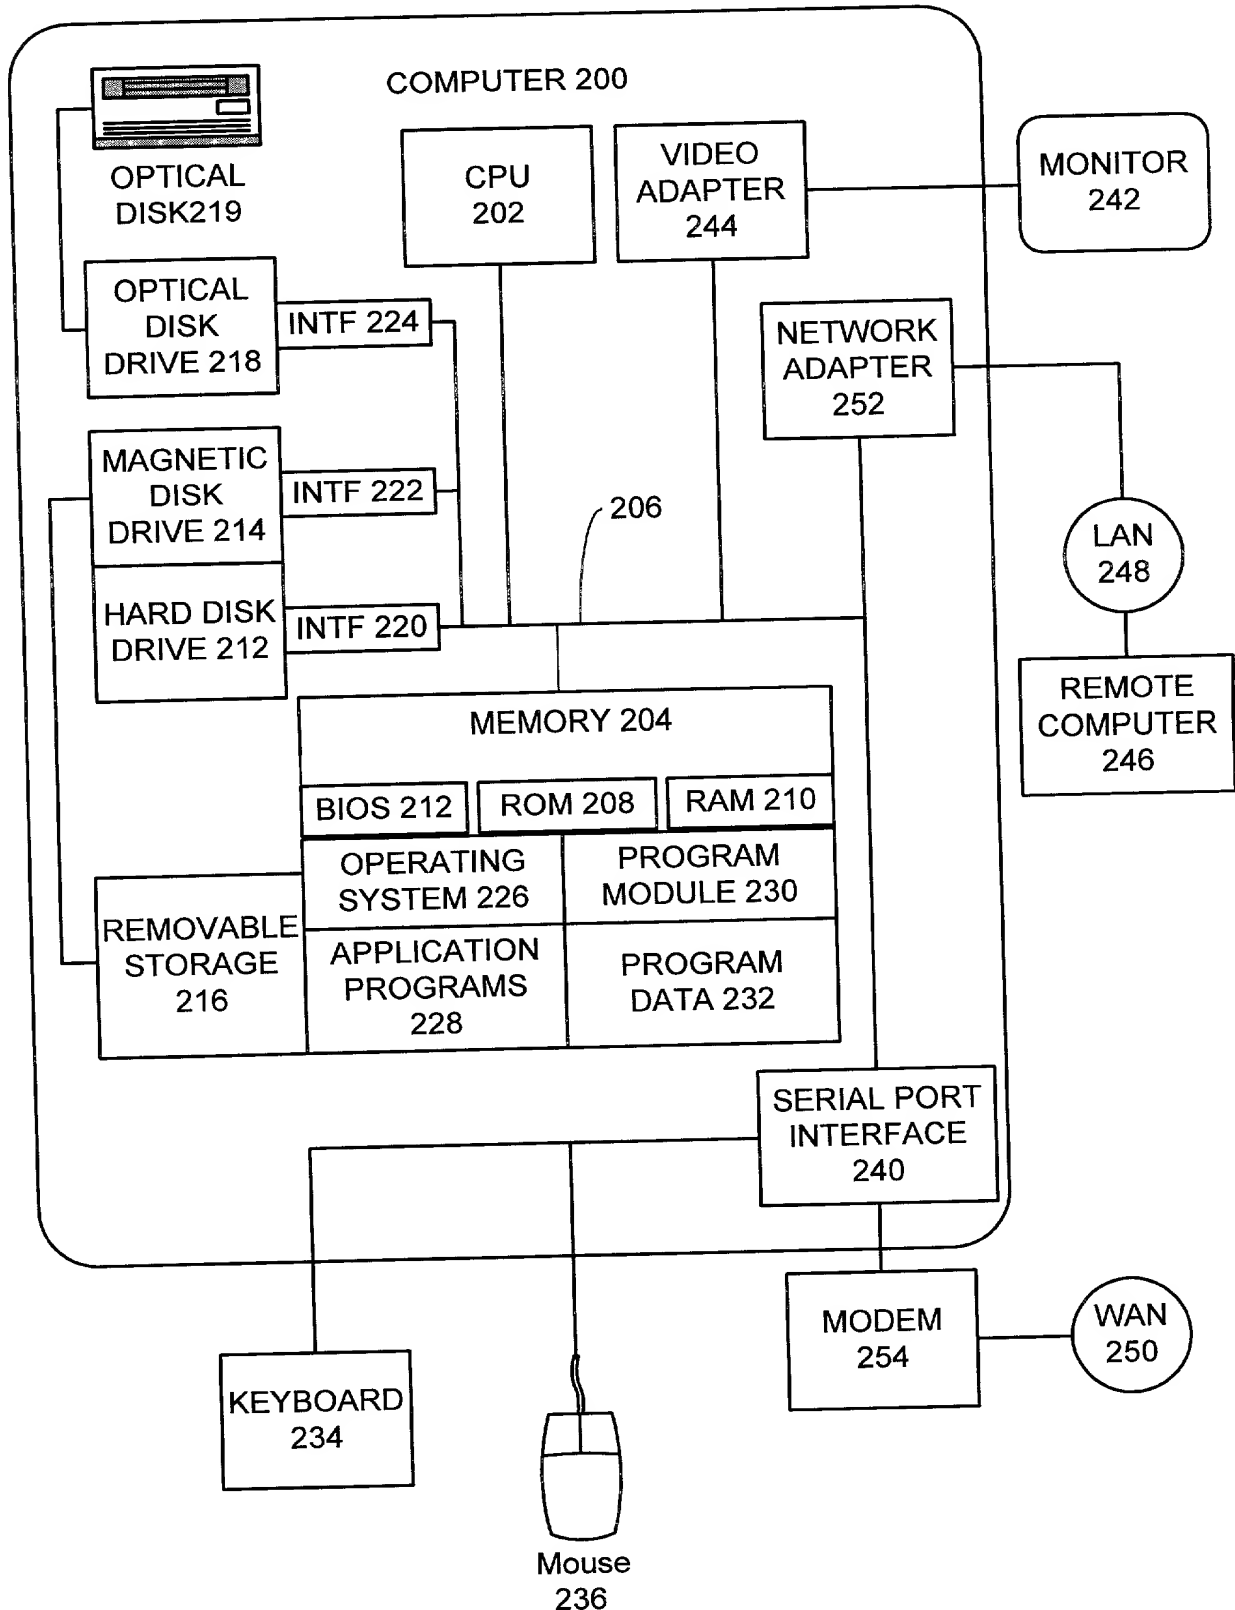 COMPUTER 200
OPTICAL
DISK219
CPU
202
VIDEO
ADAPTER
244
MONITOR
242
OPTICAL
DISK
DRIVE 218
INTF 224
NETWORK
ADAPTER
252
MAGNETIC
DISK
DRIVE 214
INTF 222
206
LAN
248
HARD DISK
DRIVE 212
INTF 220
REMOTE
COMPUTER
246
MEMORY 204
BIOS 212
ROM 208
RAM 210
OPERATING
SYSTEM 226
PROGRAM
MODULE 230
REMOVABLE
STORAGE
216
APPLICATION
PROGRAMS
228
PROGRAM
DATA 232
SERIAL PORT
INTERFACE
240
MODEM
254
WAN
250
KEYBOARD
234
Mouse
236